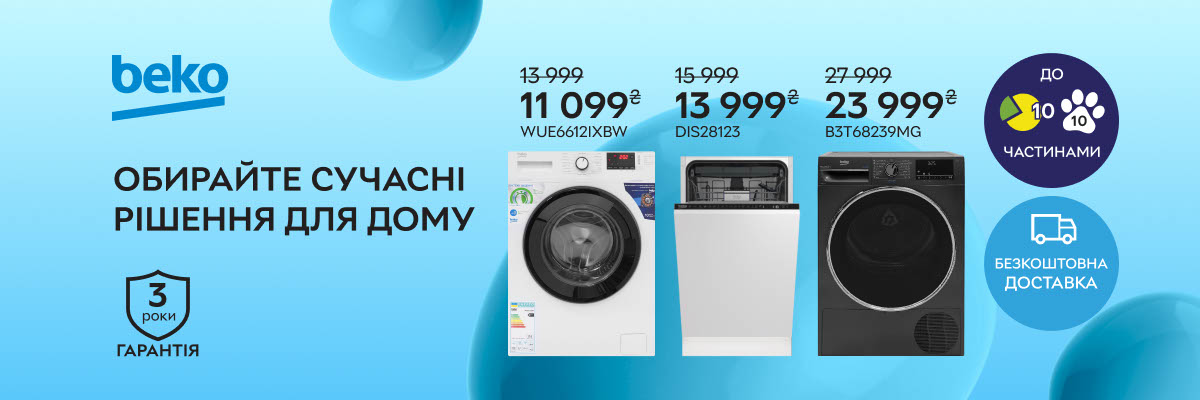 beko
ОБИРАЙТЕ СУЧАСНІ
РІШЕННЯ ДЛЯ ДОМУ
3
роки
ГАРАНТІЯ
13 999
11 099₴
WUE6612IXBW
15 999
13 999₴
DIS28123
27 999
23 999₴
B3T68239MG
ДО
10
10
ЧАСТИНАМИ
БЕЗКОШТОВНА
ДОСТАВКА